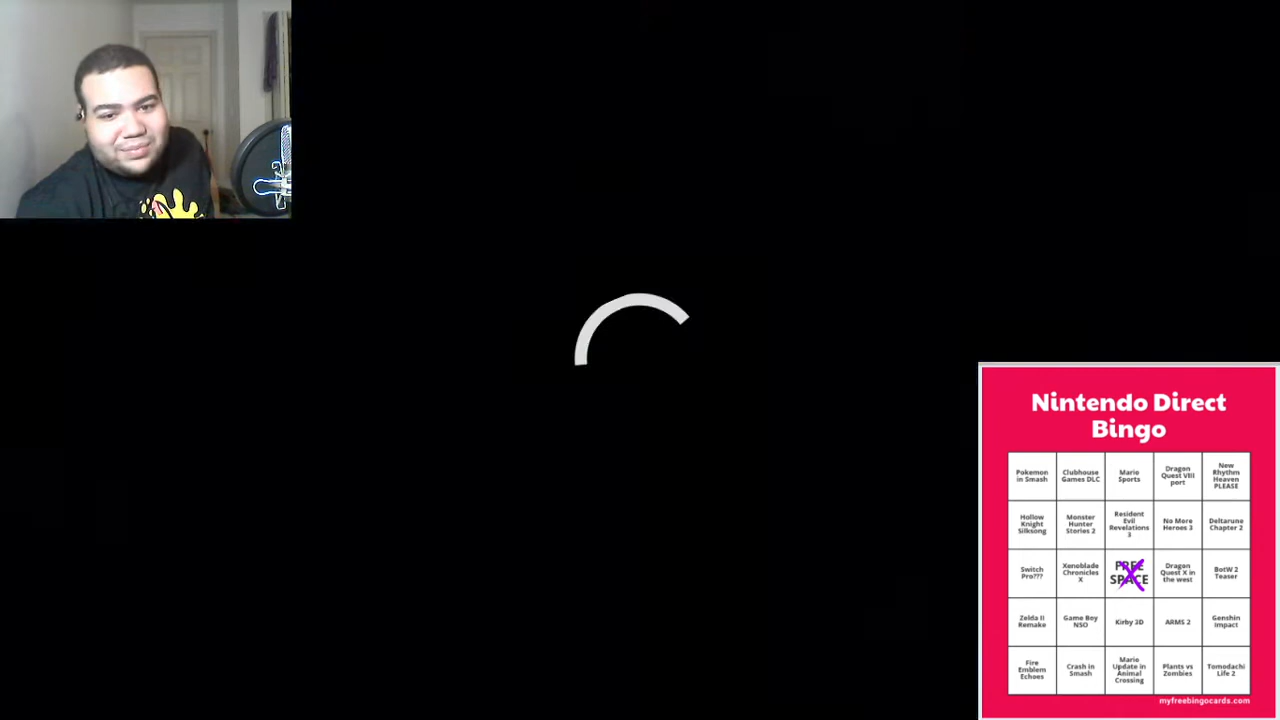 Nintendo Direct
Bingo
Pokemon
in Smash
Clubhouse
Games DLC
Mario
Sports
Dragon
Quest VIII
port
New
Rhythm
Heaven
PLEASE
Hollow
Knight
Silksong
Monster
Hunter
Stories 2
Resident
Evil
Revelations
3
No More
Heroes 3
Deltarune
Chapter 2
Switch
Pro???
Xenoblade
Chronicles
X
FREE
SPACE
Dragon
Quest X in
the west
BotW 2
Teaser
Zelda II
Remake
Game Boy
NSO
Kirby 3D
ARMS 2
Genshin
Impact
Fire
Emblem
Echoes
Crash in
Smash
Mario
Update in
Animal
Crossing
Plants vs
Zombies
Tomodachi
Life 2
myfreebingocards.com